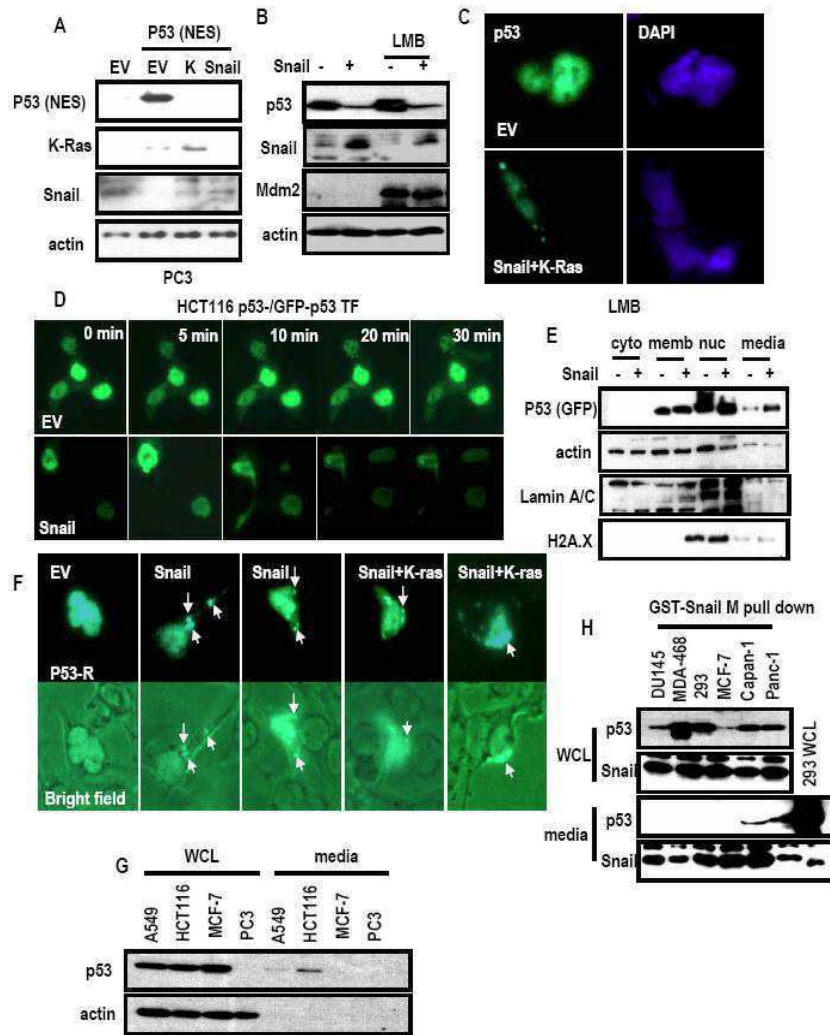 A
P53 (NES)
EV EV K Snail
P53 (NES)
K-Ras
Snail
actin
PC3
B
LMB
Snail - + - +
p53
Snail
Mdm2
actin
C
p53
DAPI
EV
Snail+K-Ras
D
HCT116 p53-/GFP-p53 TF
0 min 5 min 10 min 20 min 30 min
EV
Snail
LMB
E
cyto memb nuc media
Snail - + - + - + - +
P53 (GFP)
actin
Lamin A/C
H2A.X
F
EV Snail Snail Snail+K-ras Snail+K-ras
P53-R
Bright field
H
GST-Snail M pull down
DU145 MDA-468 293 MCF-7 Capan-1 Panc-1
293 WCL
WCL
p53
Snail
media
p53
Snail
G
WCL media
A549 HCT116 MCF-7 PC3 A549 HCT116 MCF-7 PC3
p53
actin